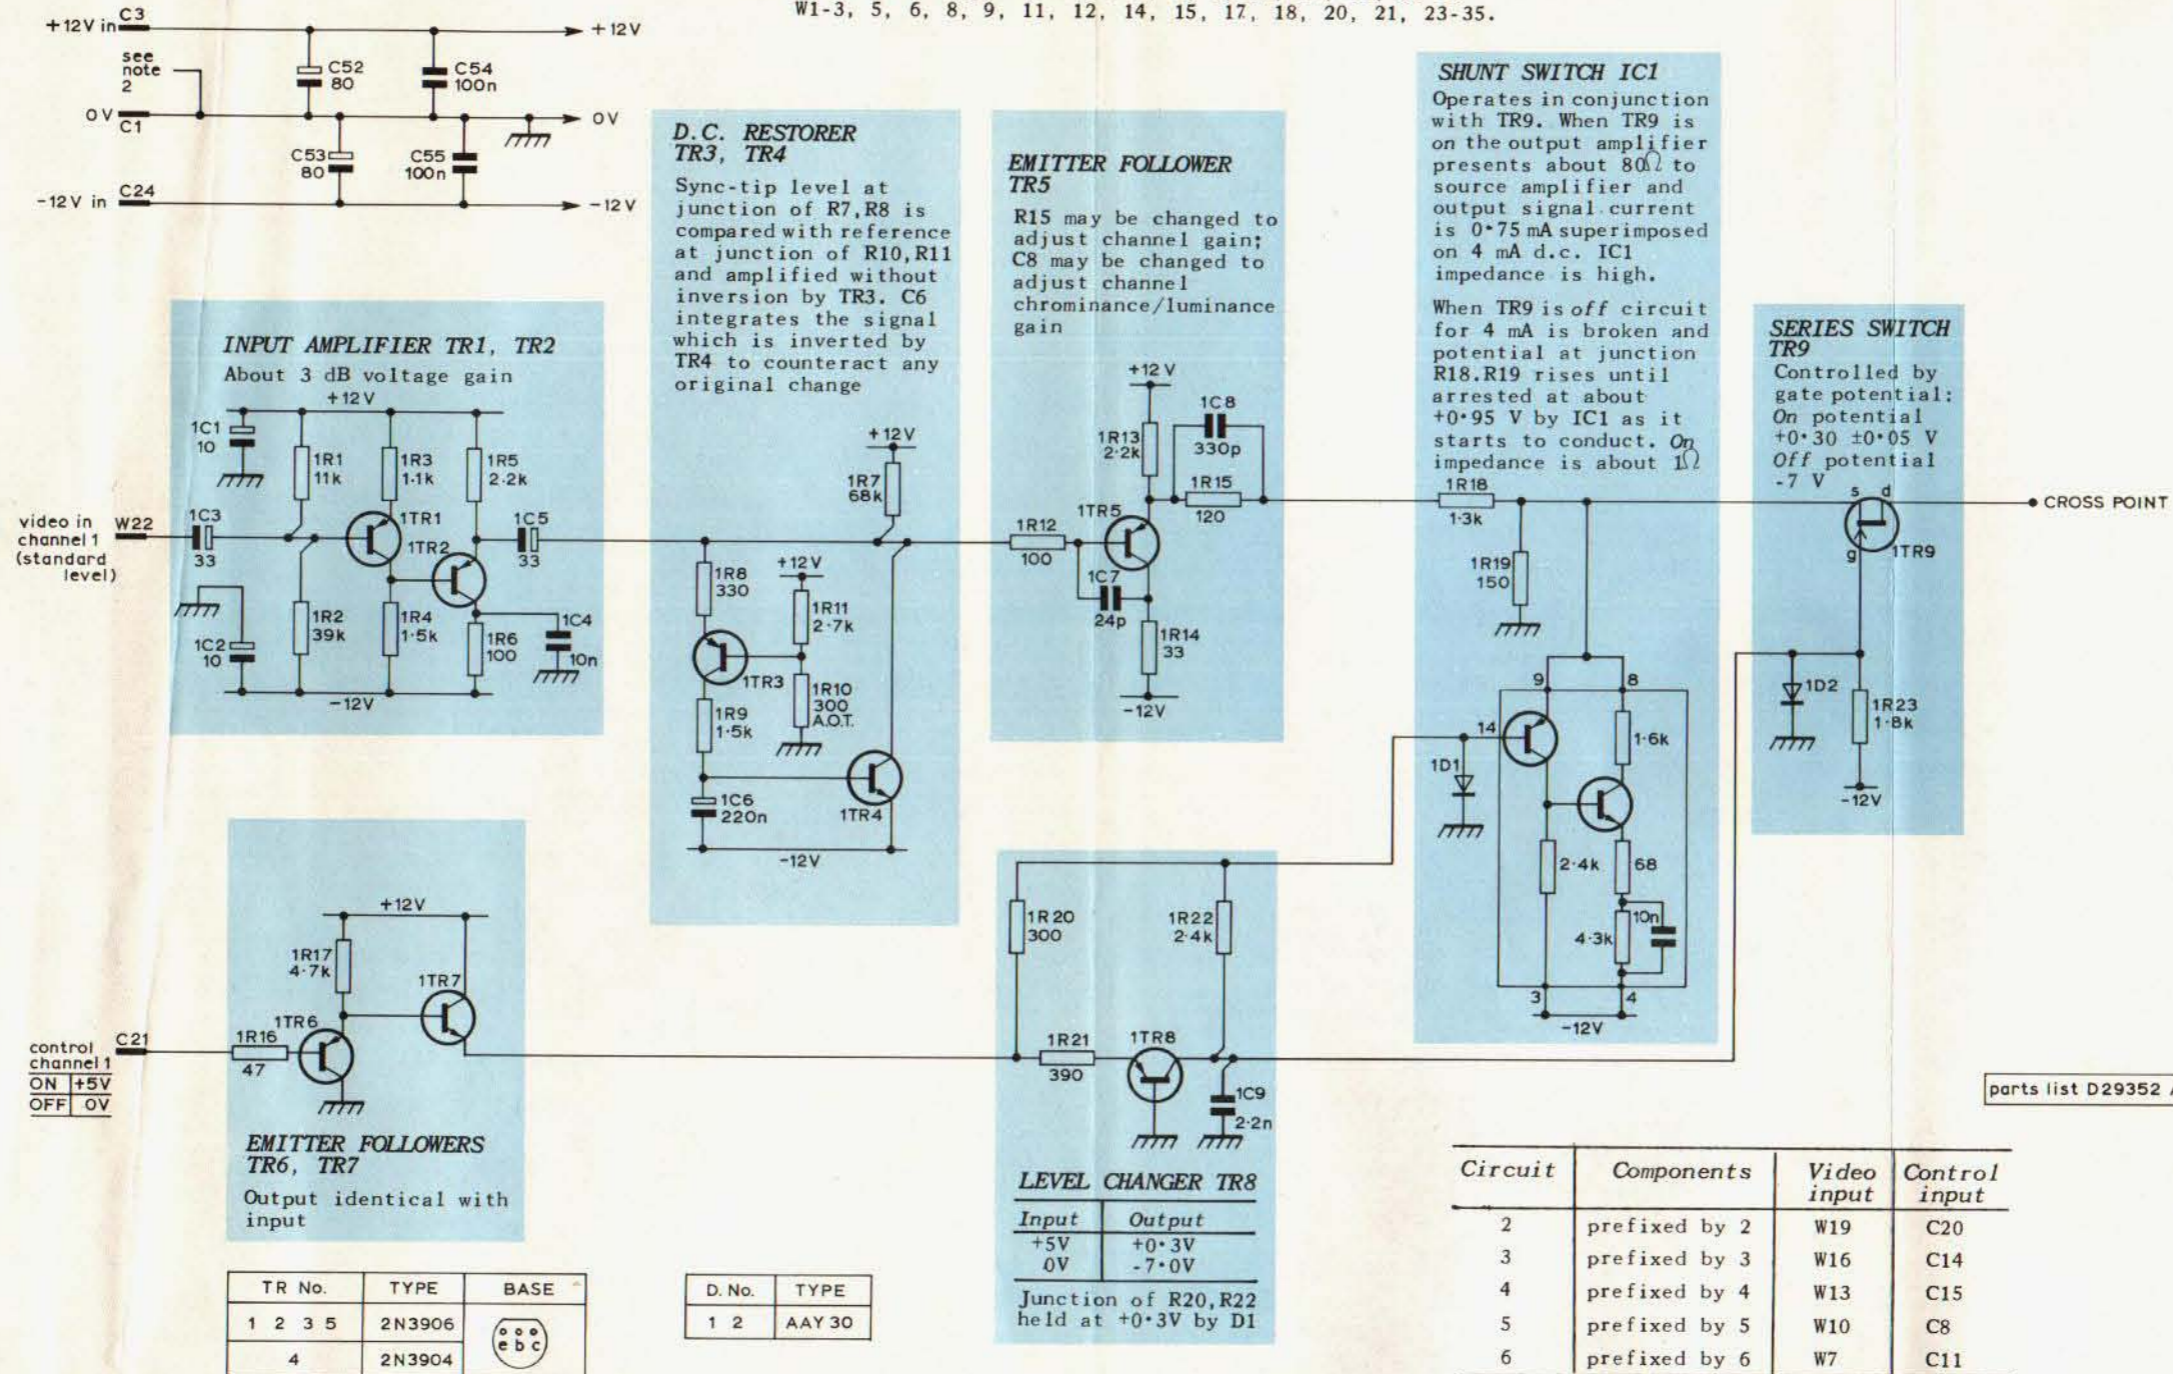 W1-3, 5, 6, 8, 9, 11, 12, 14, 15, 17, 18, 20, 21, 23-35.
+12V in C3
+12V
see
note
2
C52
80
C54
100n
0V
C1
0V
C53
80
C55
100n
-12V in C24
-12V
INPUT AMPLIFIER TR1, TR2
About 3 dB voltage gain
+12V
1C1
10
1R1
11k
1R3
1·1k
1R5
2·2k
video in
channel 1
(standard
level)
W22
1C3
33
1TR1
1TR2
1C5
33
1C2
10
1R2
39k
1R4
1·5k
1R6
100
1C4
10n
-12V
D.C. RESTORER
TR3, TR4
Sync-tip level at
junction of R7,R8 is
compared with reference
at junction of R10,R11
and amplified without
inversion by TR3. C6
integrates the signal
which is inverted by
TR4 to counteract any
original change
+12V
1R7
68k
1R8
330
+12V
1R11
2·7k
1TR3
1R10
300
A.O.T.
1R9
1·5k
1C6
220n
1TR4
-12V
EMITTER FOLLOWER
TR5
R15 may be changed to
adjust channel gain;
C8 may be changed to
adjust channel
chrominance/luminance
gain
+12V
1R13
2·2k
1C8
330p
1R15
120
1R12
100
1TR5
1C7
24p
1R14
33
-12V
SHUNT SWITCH IC1
Operates in conjunction
with TR9. When TR9 is
on the output amplifier
presents about 80Ω to
source amplifier and
output signal current
is 0·75 mA superimposed
on 4 mA d.c. IC1
impedance is high.
When TR9 is off circuit
for 4 mA is broken and
potential at junction
R18.R19 rises until
arrested at about
+0·95 V by IC1 as it
starts to conduct. On
impedance is about 1Ω
1R18
1·3k
1R19
150
9
8
14
1D1
1·6k
2·4k
68
10n
4·3k
3
4
-12V
SERIES SWITCH
TR9
Controlled by
gate potential:
On potential
+0·30 ±0·05 V
Off potential
-7 V
s
d
g
1TR9
CROSS POINT
1D2
1R23
1·8k
-12V
control
channel 1
ON +5V
OFF 0V
C21
+12V
1R17
4·7k
1TR7
1TR6
1R16
47
EMITTER FOLLOWERS
TR6, TR7
Output identical with
input
1R20
300
1R22
2·4k
1R21
390
1TR8
1C9
2·2n
LEVEL CHANGER TR8
Input Output
+5V +0·3V
0V -7·0V
Junction of R20,R22
held at +0·3V by D1
parts list D29352
TR No. TYPE BASE
1 2 3 5 2N3906
e b c
4 2N3904
D. No. TYPE
1 2 AAY 30
Circuit Components Video input Control input
2 prefixed by 2 W19 C20
3 prefixed by 3 W16 C14
4 prefixed by 4 W13 C15
5 prefixed by 5 W10 C8
6 prefixed by 6 W7 C11